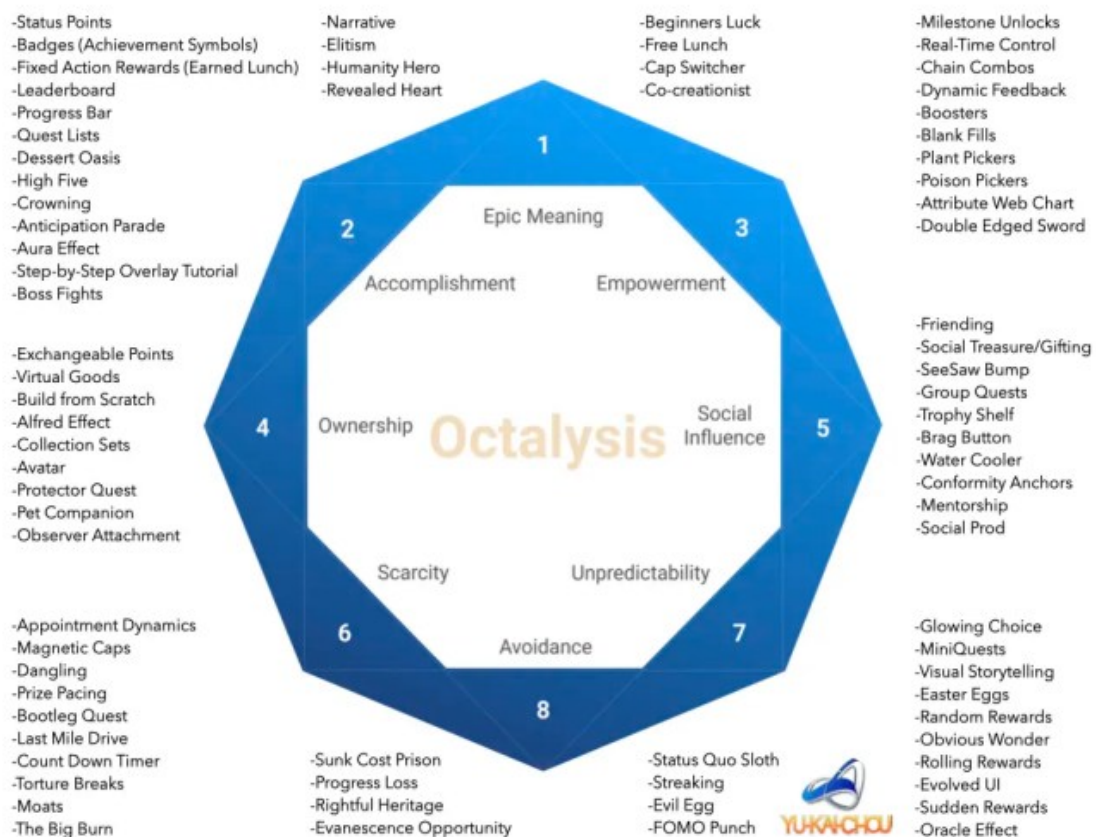 -Status Points
-Badges (Achievement Symbols)
-Fixed Action Rewards (Earned Lunch)
-Leaderboard
-Progress Bar
-Quest Lists
-Dessert Oasis
-High Five
-Crowning
-Anticipation Parade
-Aura Effect
-Step-by-Step Overlay Tutorial
-Boss Fights
-Narrative
-Elitism
-Humanity Hero
-Revealed Heart
-Beginners Luck
-Free Lunch
-Cap Switcher
-Co-creationist
-Milestone Unlocks
-Real-Time Control
-Chain Combos
-Dynamic Feedback
-Boosters
-Blank Fills
-Plant Pickers
-Poison Pickers
-Attribute Web Chart
-Double Edged Sword
1
Epic Meaning
2
Accomplishment
3
Empowerment
-Exchangeable Points
-Virtual Goods
-Build from Scratch
-Alfred Effect
-Collection Sets
-Avatar
-Protector Quest
-Pet Companion
-Observer Attachment
4
Ownership
Octalysis
Social
Influence
5
-Friending
-Social Treasure/Gifting
-SeeSaw Bump
-Group Quests
-Trophy Shelf
-Brag Button
-Water Cooler
-Conformity Anchors
-Mentorship
-Social Prod
Scarcity
6
Unpredictability
7
Avoidance
8
-Appointment Dynamics
-Magnetic Caps
-Dangling
-Prize Pacing
-Bootleg Quest
-Last Mile Drive
-Count Down Timer
-Torture Breaks
-Moats
-The Big Burn
-Sunk Cost Prison
-Progress Loss
-Rightful Heritage
-Evanescence Opportunity
-Status Quo Sloth
-Streaking
-Evil Egg
-FOMO Punch
YU-KAI-CHOU
-Glowing Choice
-MiniQuests
-Visual Storytelling
-Easter Eggs
-Random Rewards
-Obvious Wonder
-Rolling Rewards
-Evolved UI
-Sudden Rewards
-Oracle Effect